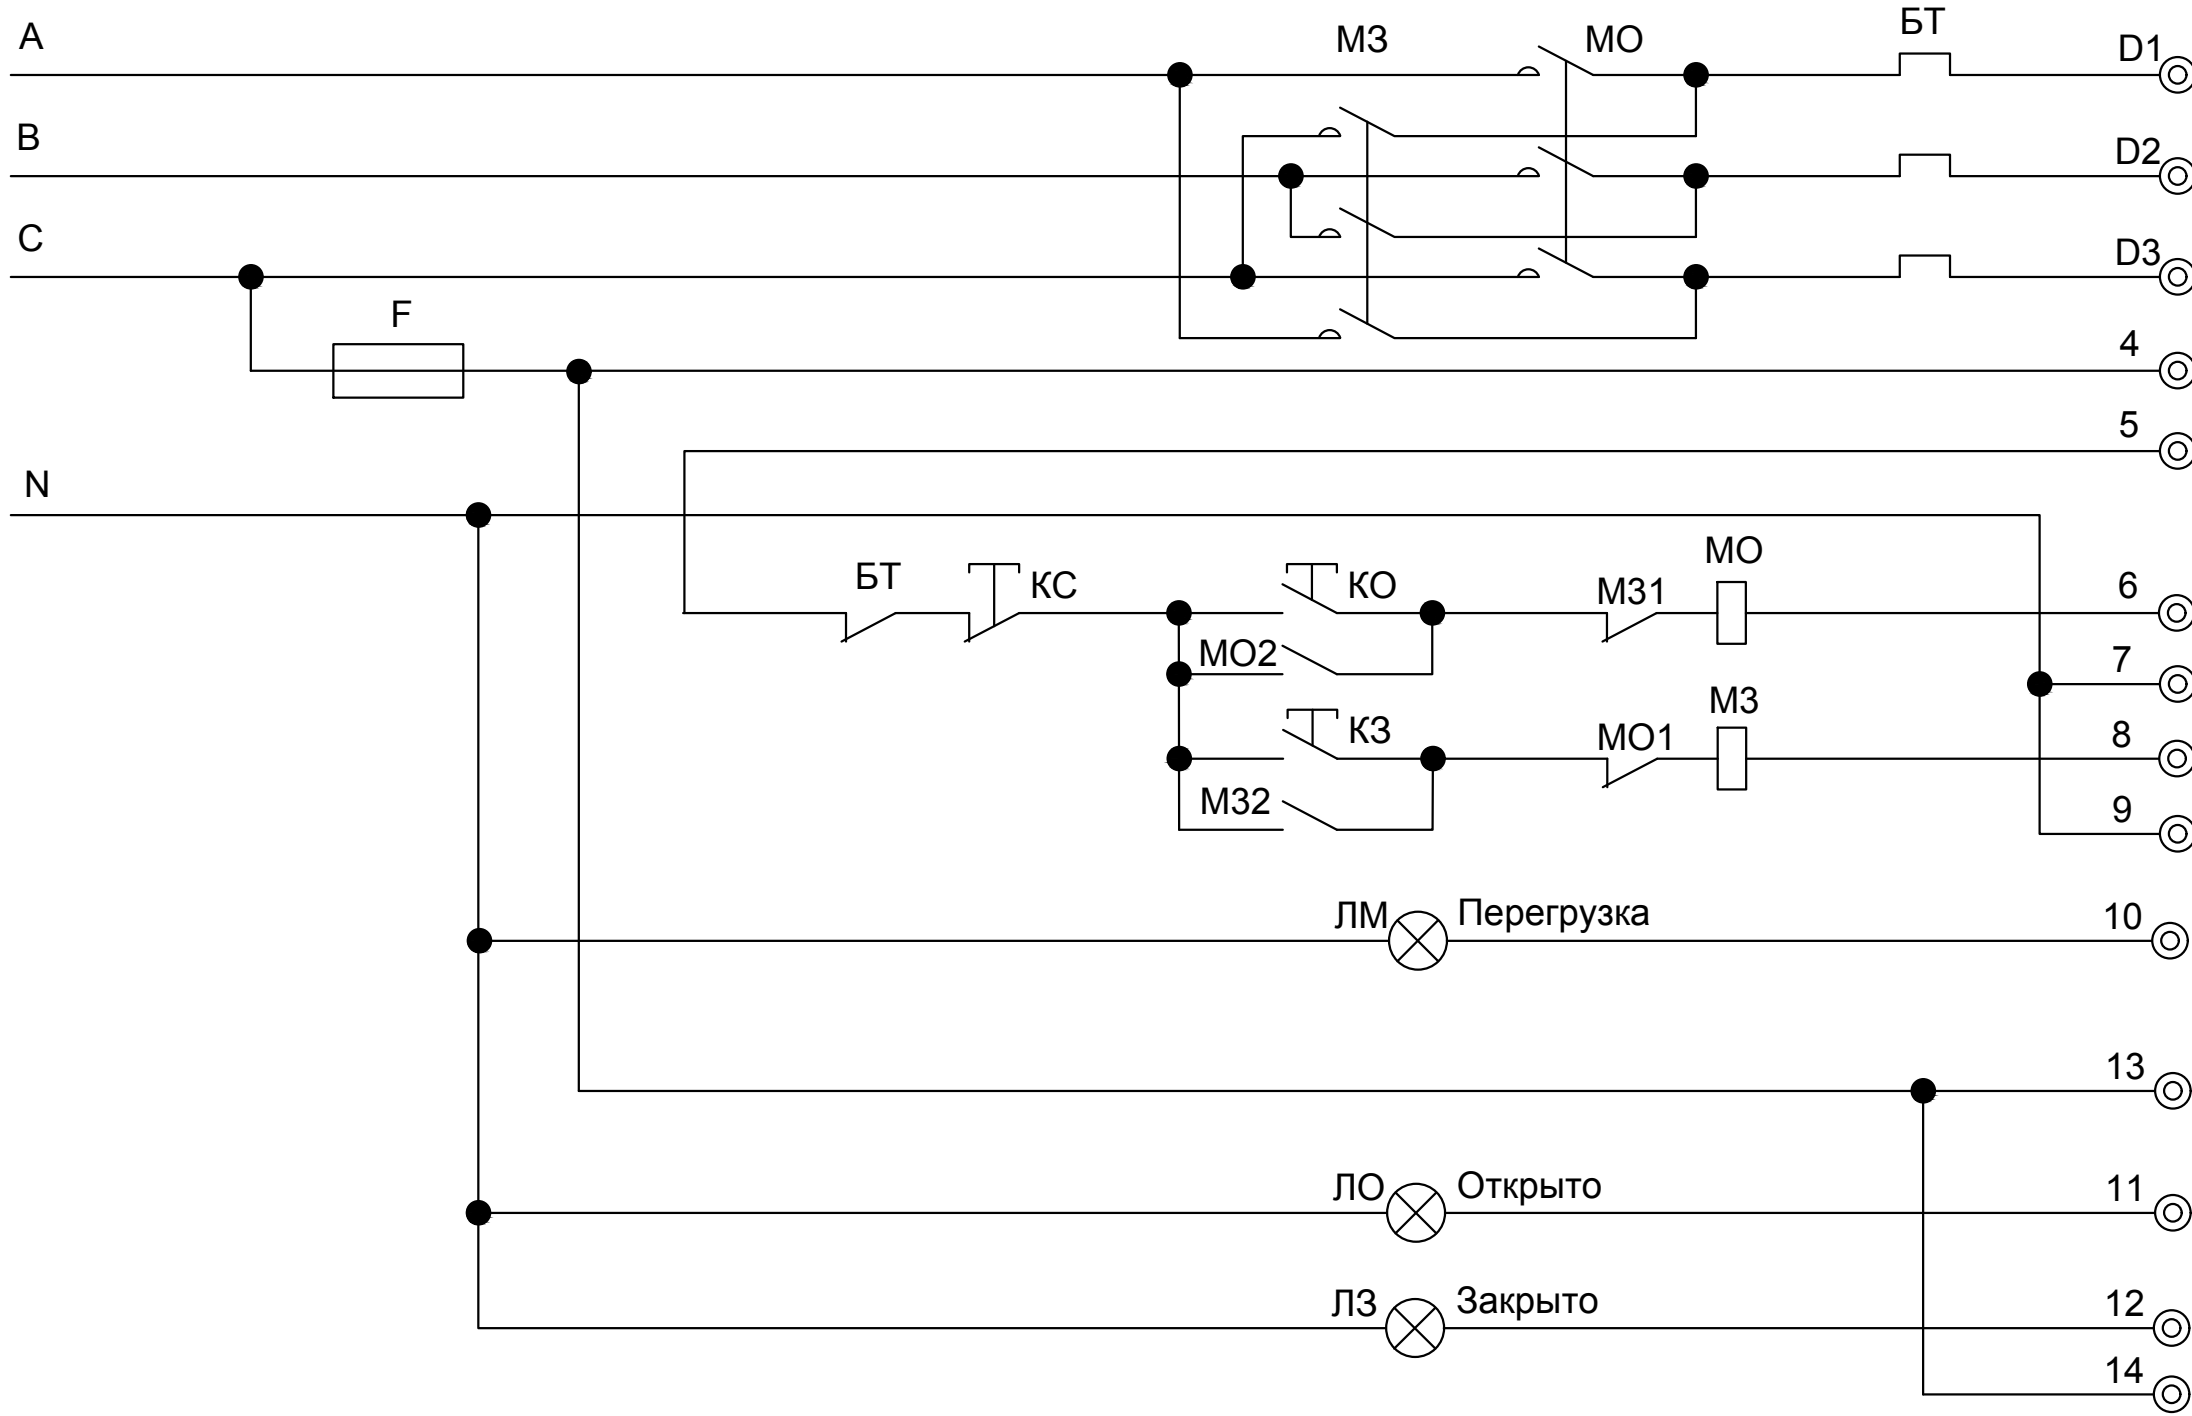 A
МЗ
МО
БТ
D1
B
D2
C
D3
F
4
5
N
БТ
КС
КО
МЗ1
МО
6
МО2
7
КЗ
МО1
МЗ
8
МЗ2
9
ЛМ
Перегрузка
10
13
ЛО
Открыто
11
ЛЗ
Закрыто
12
14